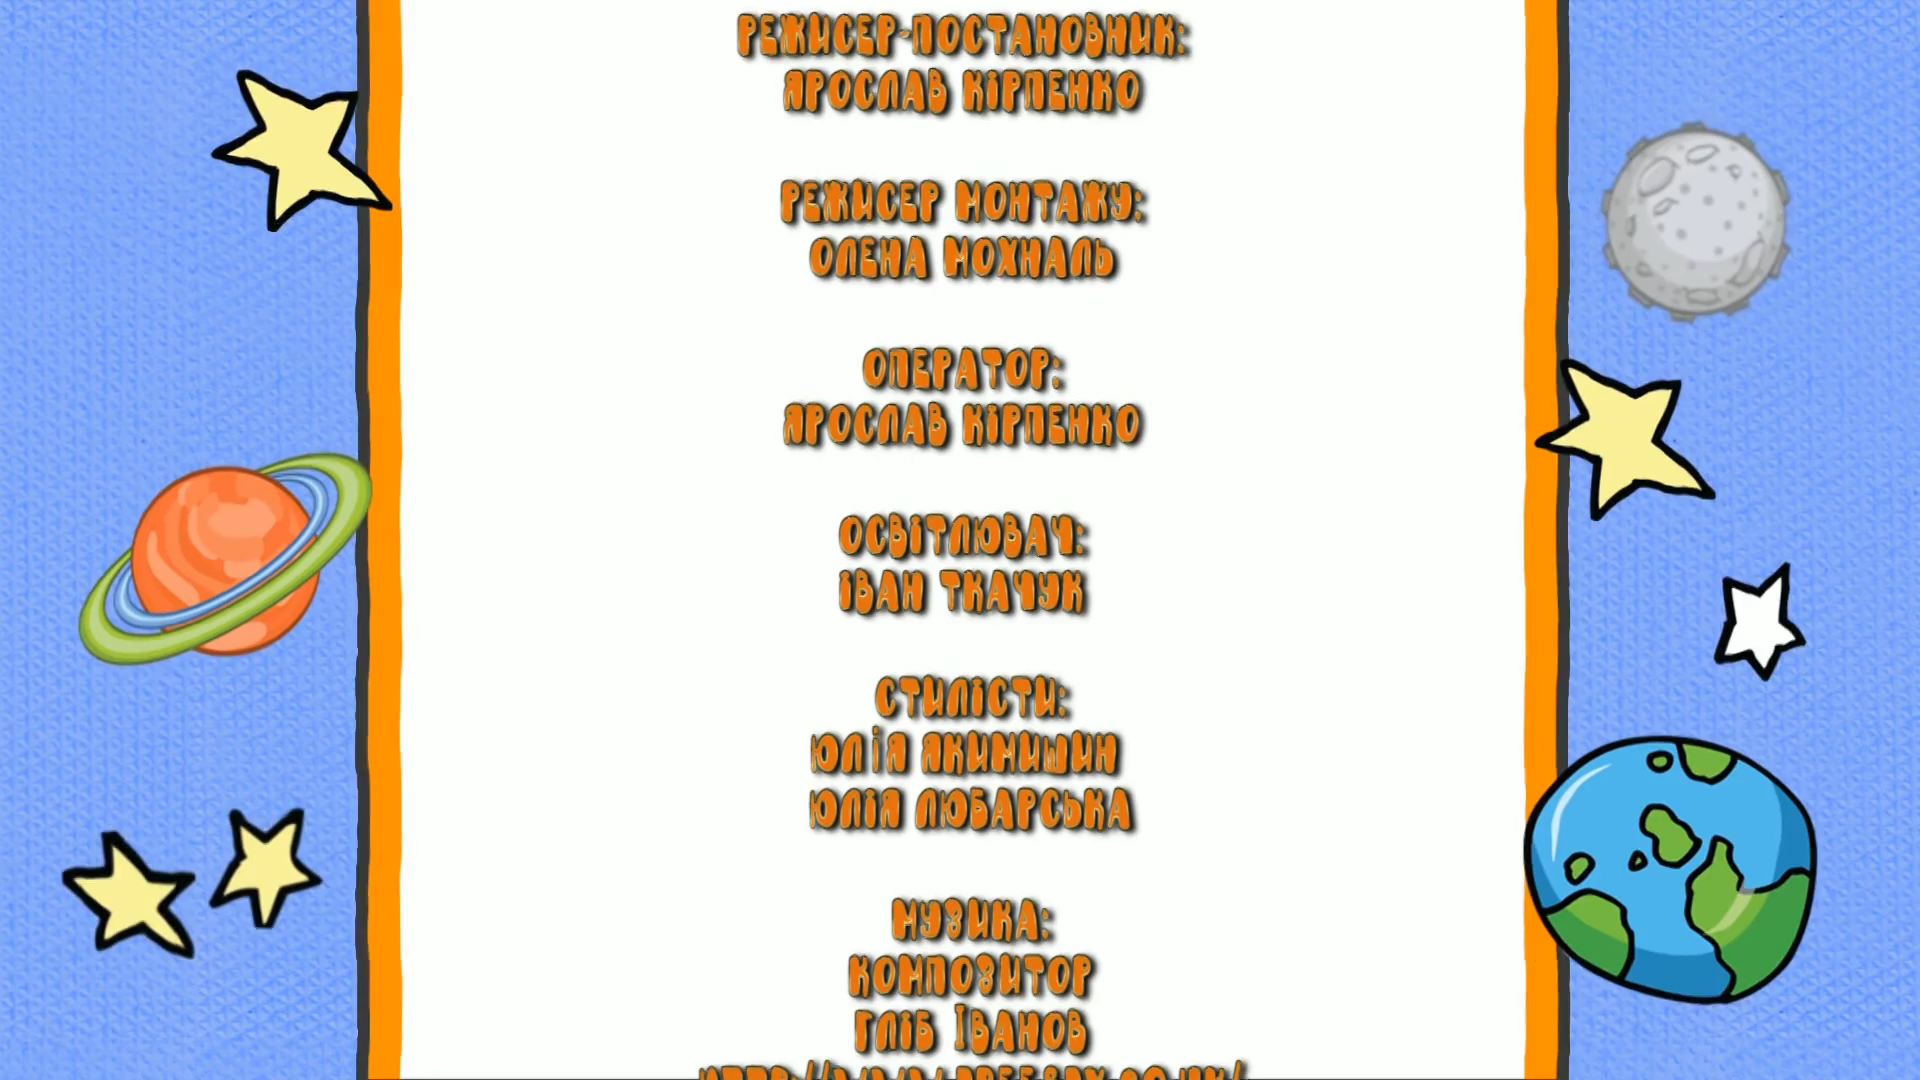 РЕЖИСЕР-ПОСТАНОВНИК:
ЯРОСЛАВ КІРПЕНКО
РЕЖИСЕР МОНТАЖУ:
ОЛЕНА МОХНАЛЬ
ОПЕРАТОР:
ЯРОСЛАВ КІРПЕНКО
ОСВІТЛЮВАЧ:
ІВАН ТКАЧУК
СТИЛІСТИ:
ЮЛІЯ ЯКИМИШИН
ЮЛІЯ ЛЮБАРСЬКА
МУЗИКА:
КОМПОЗИТОР
ГЛІБ ІВАНОВ